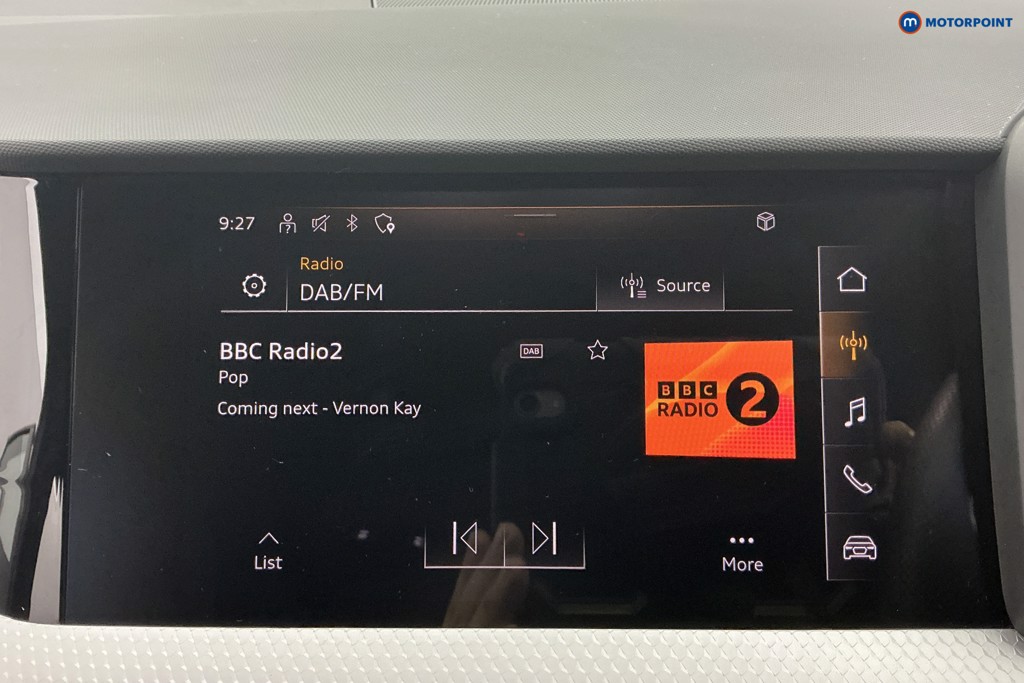 m MOTORPOINT
9:27
Radio
DAB/FM
Source
BBC Radio2
DAB
Pop
Coming next - Vernon Kay
BBC
RADIO 2
List
More